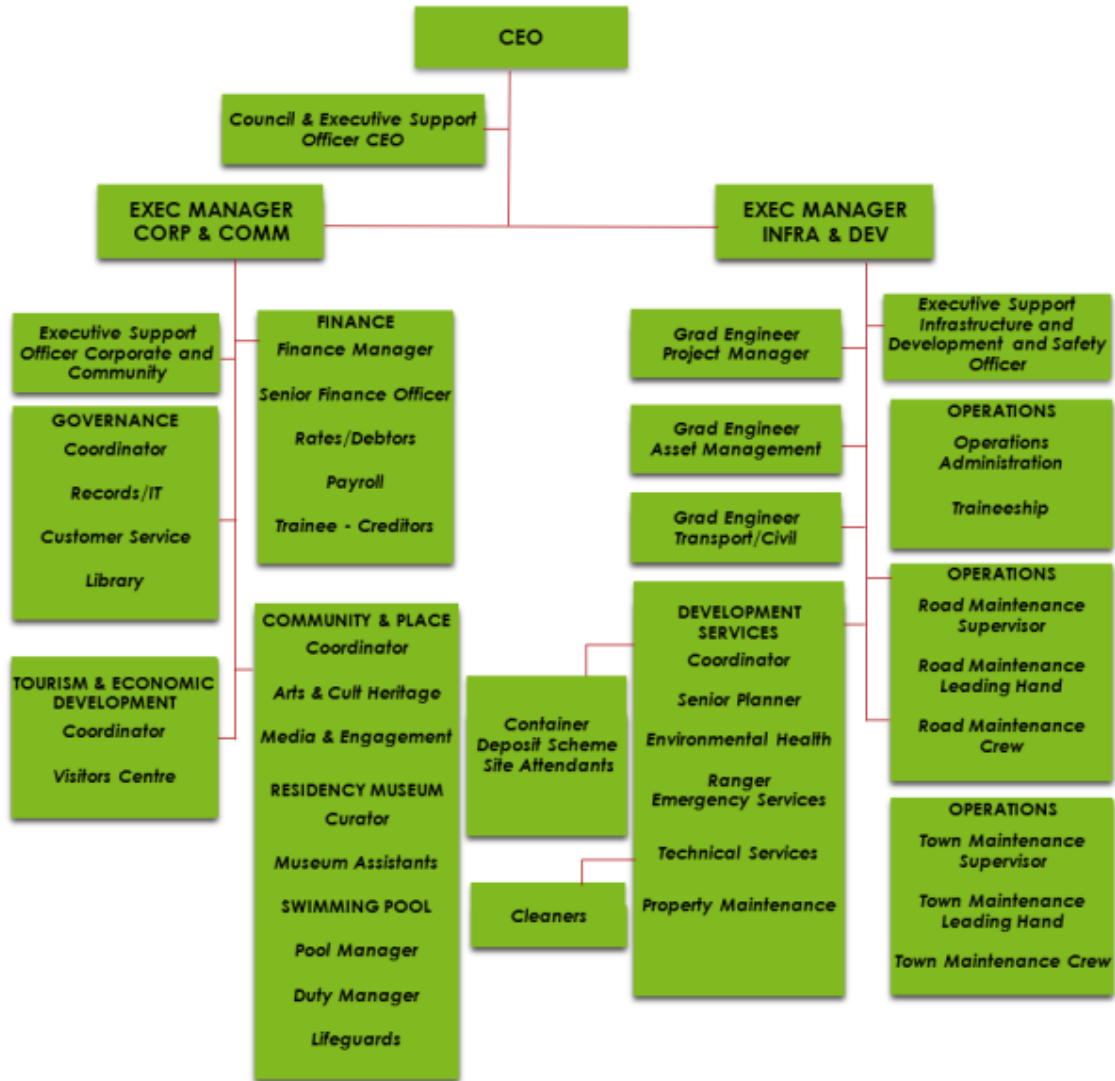 CEO
Council & Executive Support
Officer CEO
EXEC MANAGER
CORP & COMM
EXEC MANAGER
INFRA & DEV
Executive Support
Officer Corporate and
Community
GOVERNANCE
Coordinator
Records/IT
Customer Service
Library
TOURISM & ECONOMIC
DEVELOPMENT
Coordinator
Visitors Centre
FINANCE
Finance Manager
Senior Finance Officer
Rates/Debtors
Payroll
Trainee - Creditors
COMMUNITY & PLACE
Coordinator
Arts & Cult Heritage
Media & Engagement
RESIDENCY MUSEUM
Curator
Museum Assistants
SWIMMING POOL
Pool Manager
Duty Manager
Lifeguards
Grad Engineer
Project Manager
Grad Engineer
Asset Management
Grad Engineer
Transport/Civil
Container
Deposit Scheme
Site Attendants
Cleaners
DEVELOPMENT
SERVICES
Coordinator
Senior Planner
Environmental Health
Ranger
Emergency Services
Technical Services
Property Maintenance
Executive Support
Infrastructure and
Development and Safety
Officer
OPERATIONS
Operations
Administration
Traineeship
OPERATIONS
Road Maintenance
Supervisor
Road Maintenance
Leading Hand
Road Maintenance
Crew
OPERATIONS
Town Maintenance
Supervisor
Town Maintenance
Leading Hand
Town Maintenance Crew